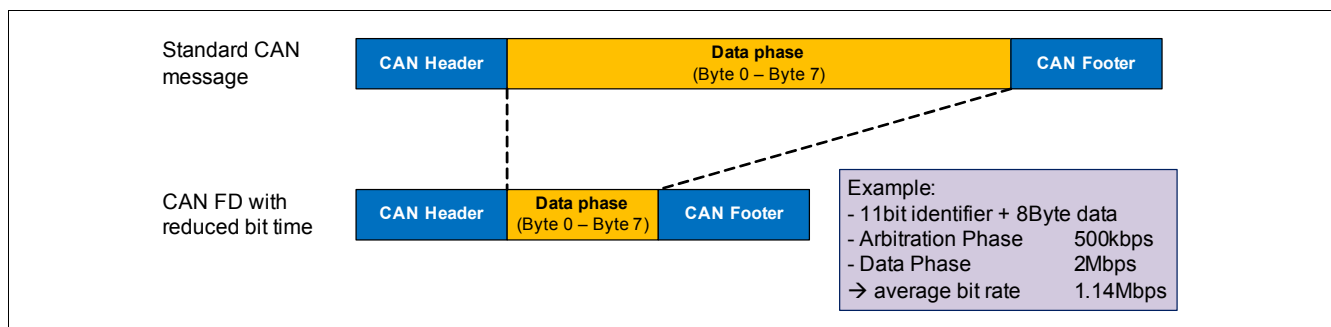 Standard CAN
message
CAN Header
Data phase
(Byte 0 – Byte 7)
CAN Footer
CAN FD with
reduced bit time
CAN Header
Data phase
(Byte 0 – Byte 7)
CAN Footer
Example:
- 11bit identifier + 8Byte data
- Arbitration Phase 500kbps
- Data Phase 2Mbps
→ average bit rate 1.14Mbps